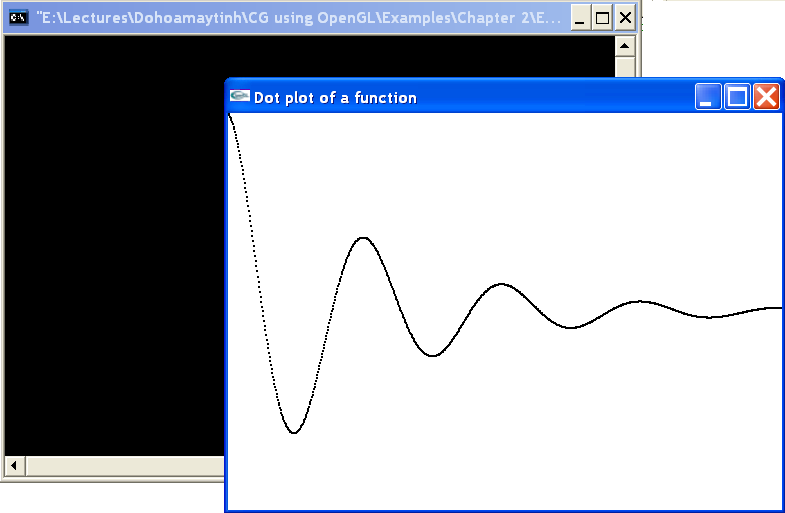 "E:\Lectures\Dohoamaytinh\CG using OpenGL\Examples\Chapter 2\E...
Dot plot of a function